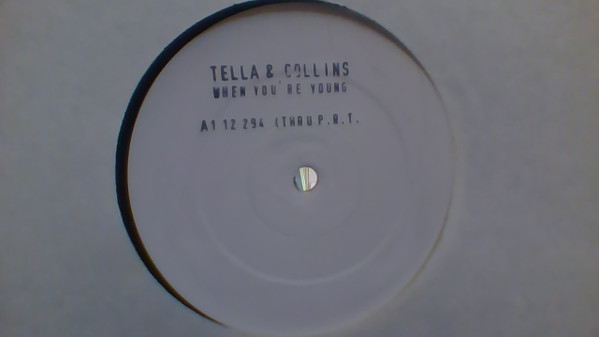 TELLA & COLLINS
WHEN YOU'RE YOUNG
A1 12 294 (THRU P.R.T.